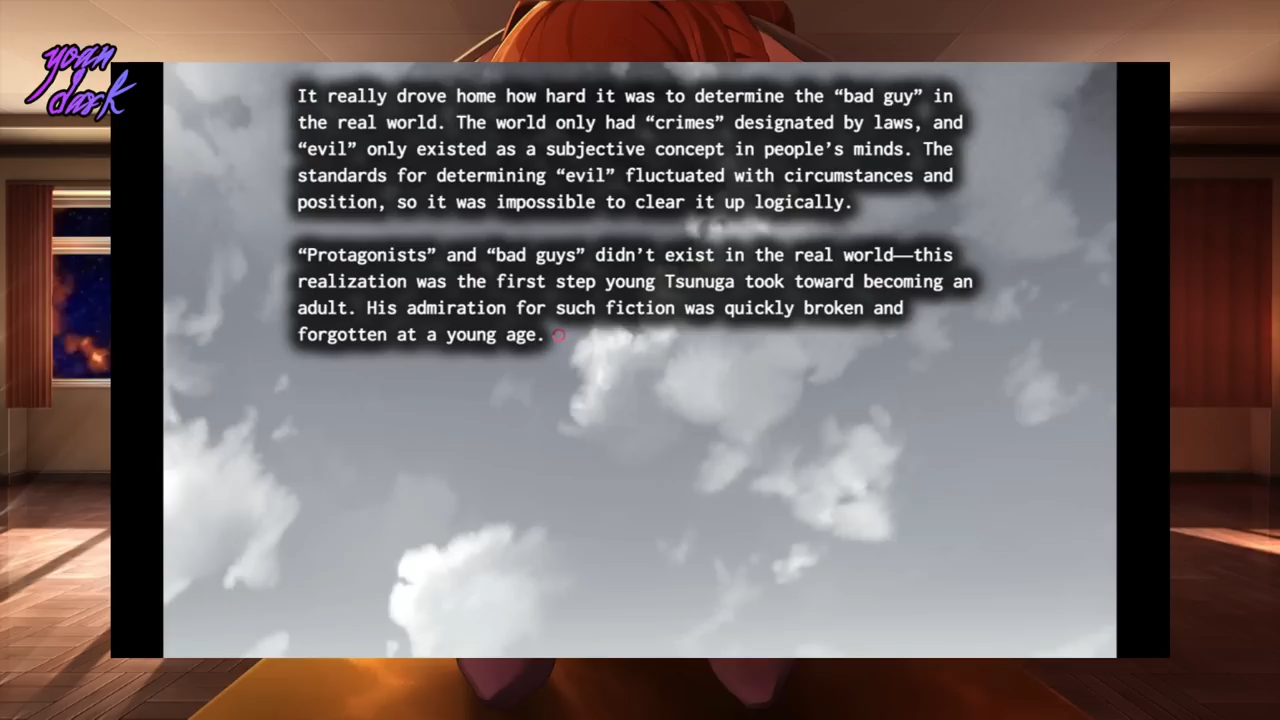 yoan
dark
It really drove home how hard it was to determine the “bad guy” in
the real world. The world only had “crimes” designated by laws, and
“evil” only existed as a subjective concept in people’s minds. The
standards for determining “evil” fluctuated with circumstances and
position, so it was impossible to clear it up logically.
“Protagonists” and “bad guys” didn’t exist in the real world—this
realization was the first step young Tsunuga took toward becoming an
adult. His admiration for such fiction was quickly broken and
forgotten at a young age.